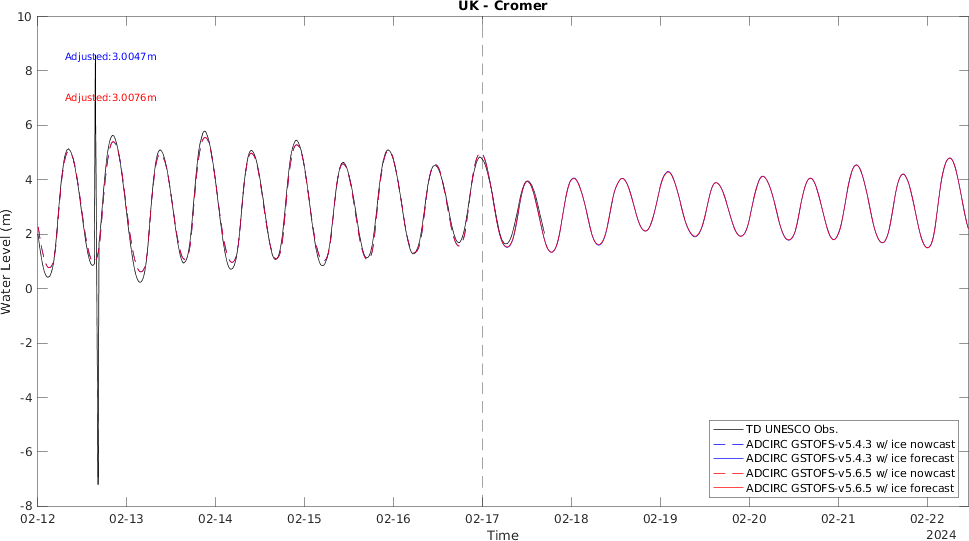 UK - Cromer
Adjusted:3.0047m
Adjusted:3.0076m
10
8
6
4
2
0
-2
-4
-6
-8
Water Level (m)
TD UNESCO Obs.
ADCIRC GSTOFS-v5.4.3 w/ ice nowcast
ADCIRC GSTOFS-v5.4.3 w/ ice forecast
ADCIRC GSTOFS-v5.6.5 w/ ice nowcast
ADCIRC GSTOFS-v5.6.5 w/ ice forecast
02-12 02-13 02-14 02-15 02-16 02-17 02-18 02-19 02-20 02-21 02-22
Time
2024